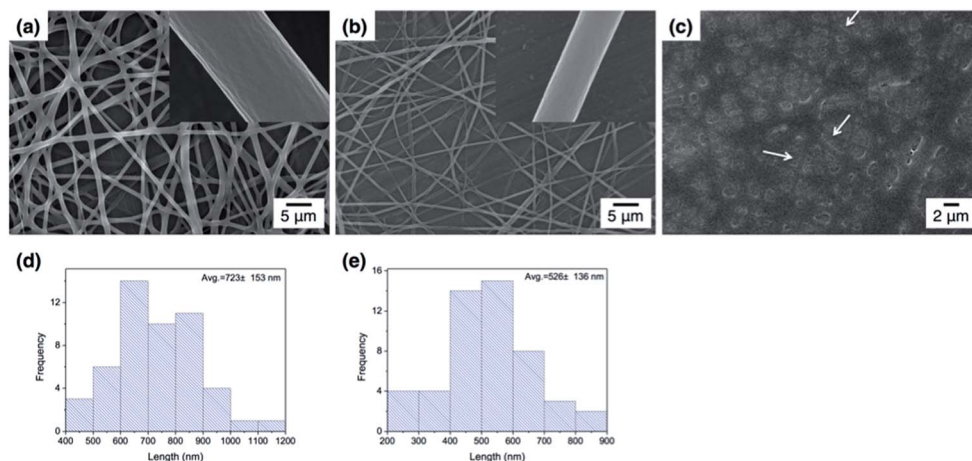 (a)
5 µm
(b)
5 µm
(c)
2 µm
(d)
Avg.=723± 153 nm
Frequency
12
8
4
0
400 500 600 700 800 900 1000 1100 1200
Length (nm)
(e)
Avg.=526± 136 nm
Frequency
16
12
8
4
0
200 300 400 500 600 700 800 900
Length (nm)